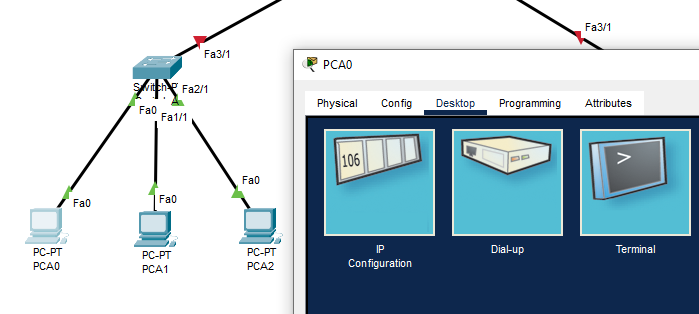 Fa3/1
Fa3/1
PCA0
Physical
Config
Desktop
Programming
Attributes
Fa2/1
Fa0
Fa1/1
106
>
Fa0
Fa0
Fa0
IP
Configuration
Dial-up
Terminal
PC-PT
PCA0
PC-PT
PCA1
PC-PT
PCA2